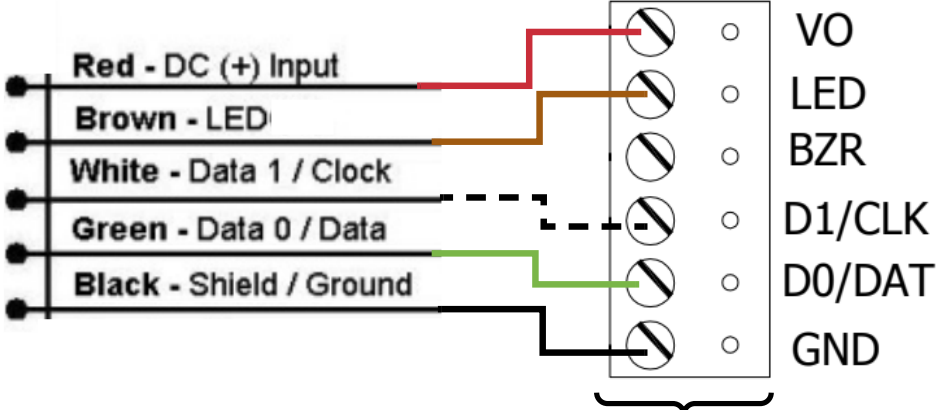 Red - DC (+) Input
Brown - LED
White - Data 1 / Clock
Green - Data 0 / Data
Black - Shield / Ground
VO
LED
BZR
D1/CLK
D0/DAT
GND